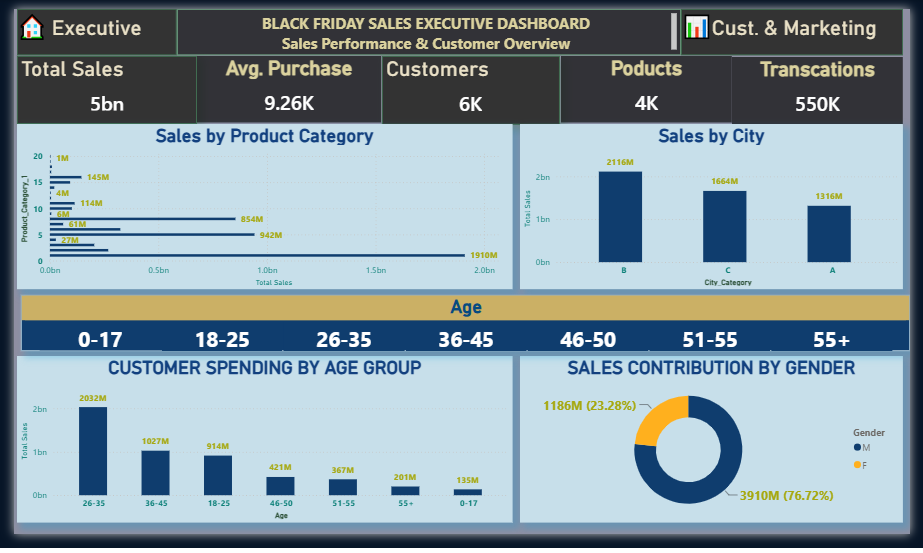 Executive
BLACK FRIDAY SALES EXECUTIVE DASHBOARD
Sales Performance & Customer Overview
Cust. & Marketing
Total Sales
5bn
Avg. Purchase
9.26K
Customers
6K
Poducts
4K
Transcations
550K
Sales by Product Category
Product_Category_1
20
15
10
5
0
1M
145M
4M
114M
6M
854M
61M
942M
27M
1910M
0.0bn
0.5bn
1.0bn
1.5bn
2.0bn
Total Sales
Sales by City
Total Sales
2bn
1bn
0bn
2116M
1664M
1316M
B
C
A
City_Category
Age
0-17
18-25
26-35
36-45
46-50
51-55
55+
CUSTOMER SPENDING BY AGE GROUP
Total Sales
2bn
1bn
0bn
2032M
1027M
914M
421M
367M
201M
135M
26-35
36-45
18-25
46-50
51-55
55+
0-17
Age
SALES CONTRIBUTION BY GENDER
1186M (23.28%)
3910M (76.72%)
Gender
M
F